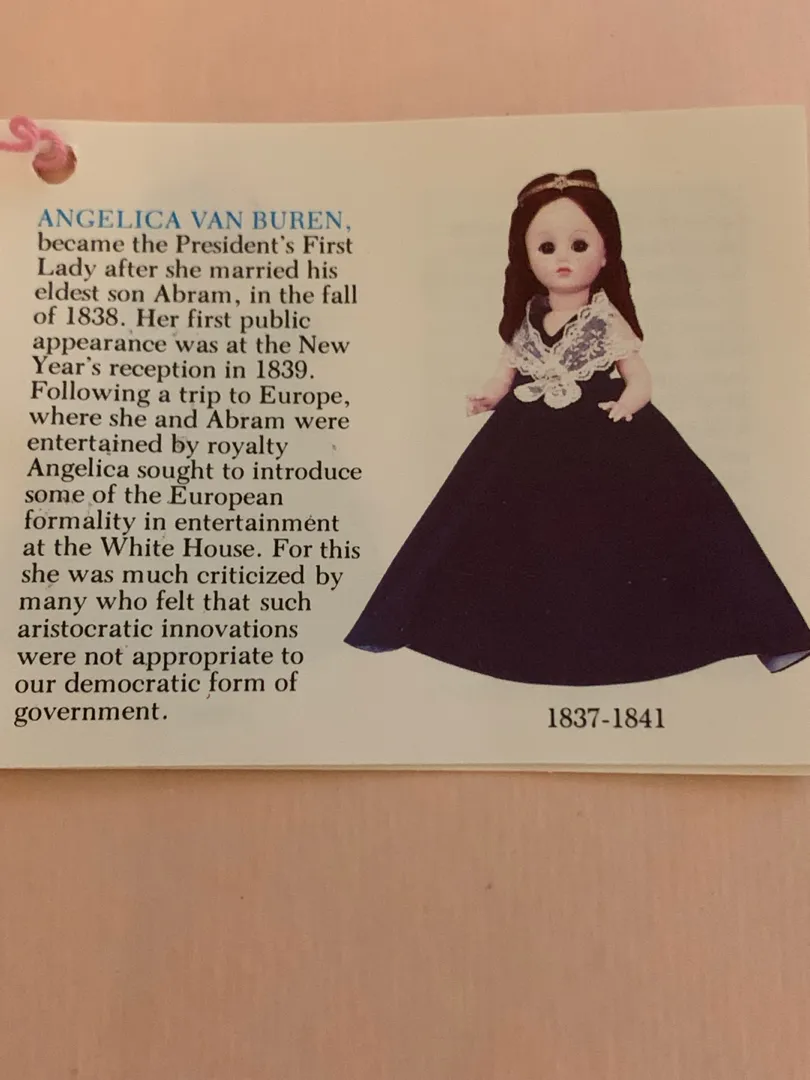 ANGELICA VAN BUREN,
became the President's First
Lady after she married his
eldest son Abram, in the fall
of 1838. Her first public
appearance was at the New
Year's reception in 1839.
Following a trip to Europe,
where she and Abram were
entertained by royalty
Angelica sought to introduce
some of the European
formality in entertainment
at the White House. For this
she was much criticized by
many who felt that such
aristocratic innovations
were not appropriate to
our democratic form of
government.
1837-1841